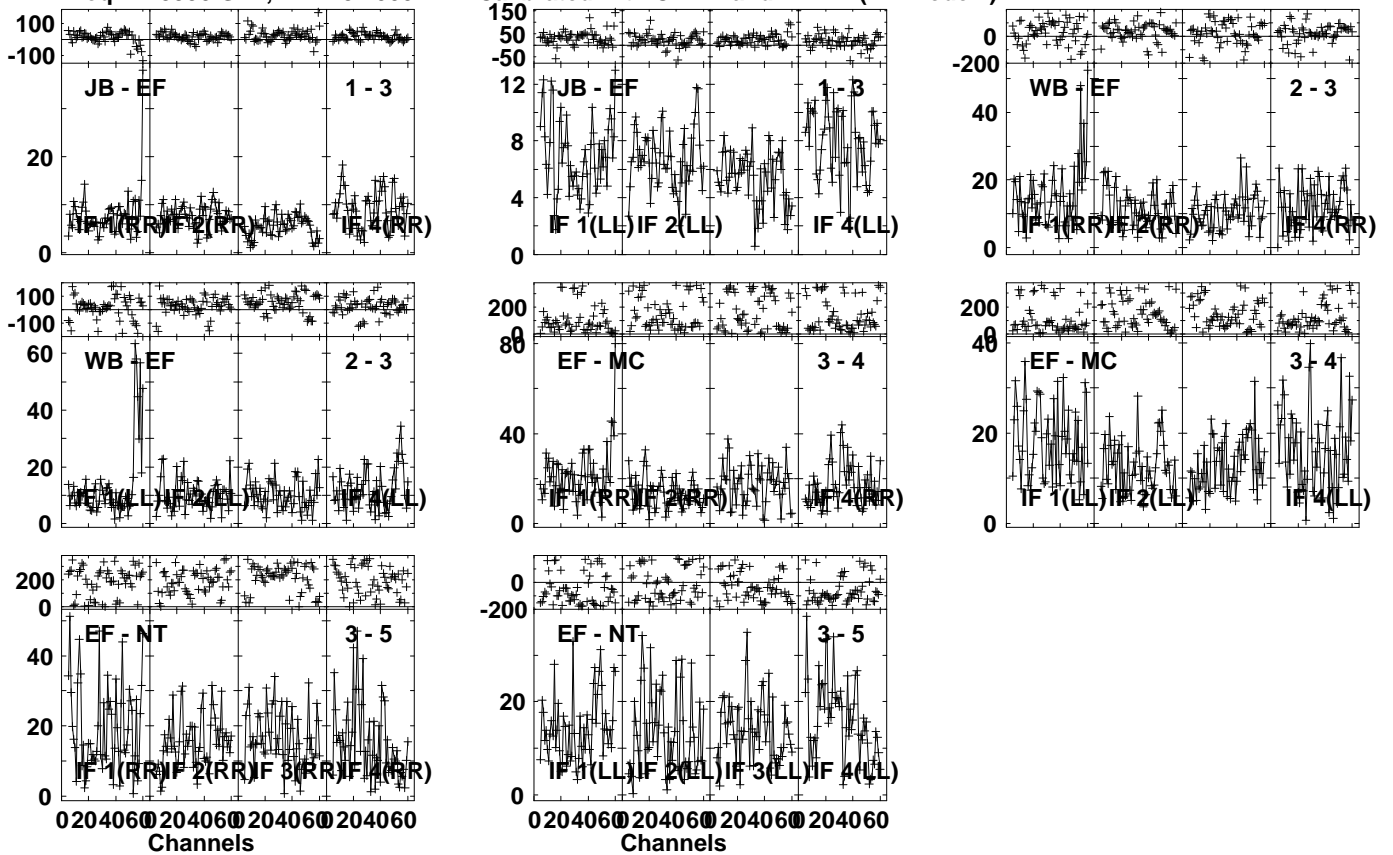 100
-100
JB - EF
1 - 3
20
0
IF 1(RR) IF 2(RR) IF 4(RR)
150
50
-50
JB - EF
1 - 3
12
8
4
0
IF 1(LL) IF 2(LL) IF 4(LL)
0
-200
WB - EF
2 - 3
40
20
0
IF 1(RR) IF 2(RR) IF 4(RR)
100
-100
WB - EF
2 - 3
60
40
20
0
IF 1(LL) IF 2(LL) IF 4(LL)
200
0
80
EF - MC
3 - 4
40
0
IF 1(RR) IF 2(RR) IF 4(RR)
200
0
40
EF - MC
3 - 4
20
0
IF 1(LL) IF 2(LL) IF 4(LL)
200
0
EF - NT
3 - 5
40
20
0
IF 1(RR) IF 2(RR) IF 3(RR) IF 4(RR)
0 20 40 60 0 20 40 60 0 20 40 60 0 20 40 60
Channels
0
-200
EF - NT
3 - 5
20
0
IF 1(LL) IF 2(LL) IF 3(LL) IF 4(LL)
0 20 40 60 0 20 40 60 0 20 40 60 0 20 40 60
Channels